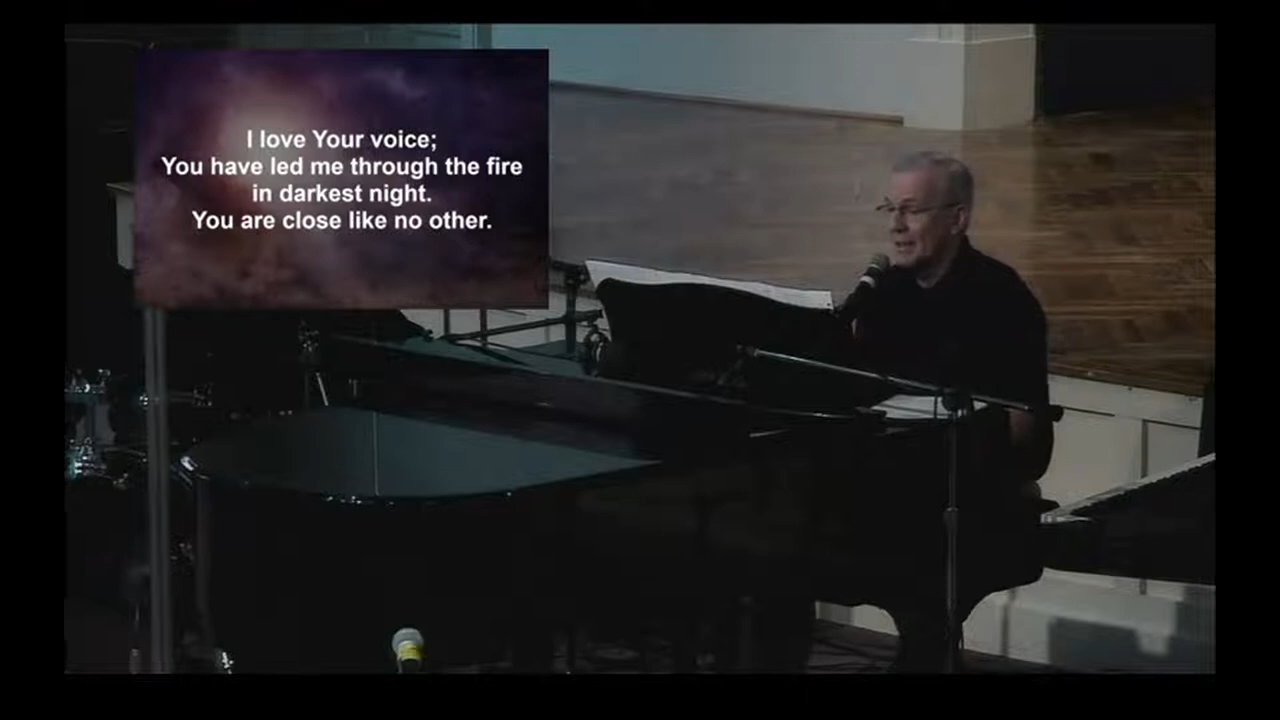 I love Your voice;
You have led me through the fire
in darkest night.
You are close like no other.